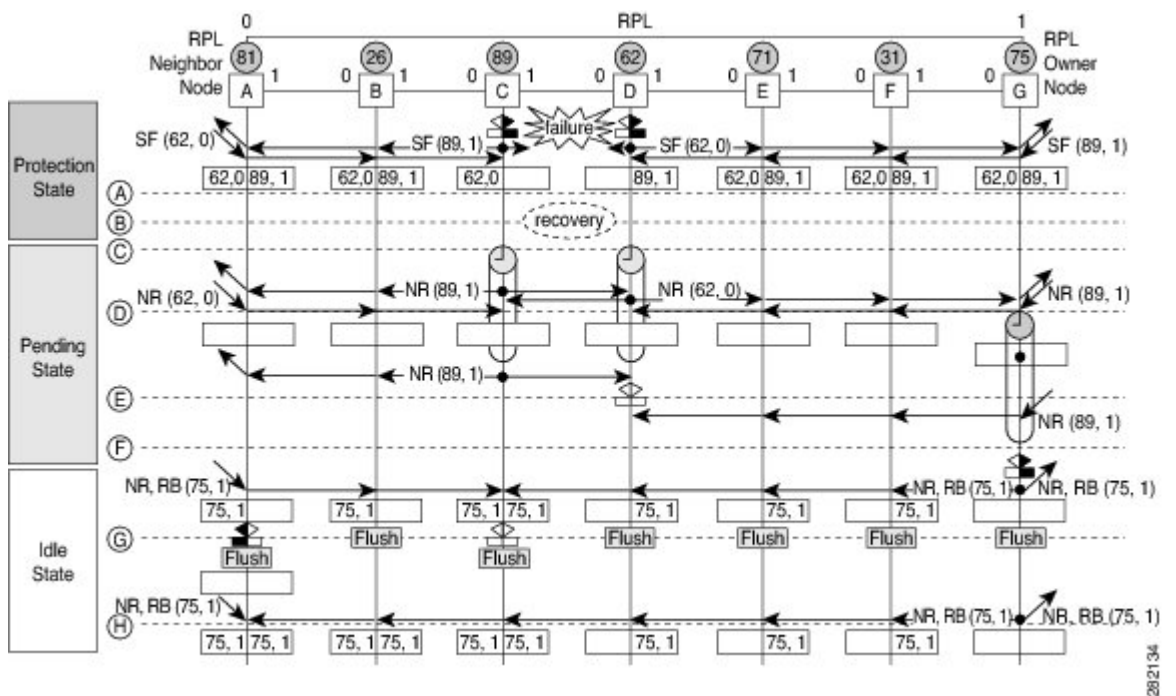 0 RPL 1
RPL Neighbor Node
81 26 89 62 71 31 75
RPL Owner Node
1 0 1 0 1 0 1 0 1 0 1 0
A B C D E F G
Protection State
failure
SF (62, 0) SF (89, 1) SF (62, 0) SF (89, 1)
62,0 89, 1 62,0 89, 1 62,0 89, 1 62,0 89, 1 62,0 89, 1 62,0 89, 1
A
B recovery
Pending State
C
NR (89, 1) NR (62, 0)
NR (62, 0) NR (89, 1)
D
NR (89, 1)
E
NR (89, 1)
F
Idle State
NR, RB (75, 1) NR, RB (75, 1) NR, RB (75, 1)
75, 1 75, 1 75, 1 75, 1 75, 1 75, 1 75, 1
G Flush Flush Flush Flush Flush
Flush Flush
NR, RB (75, 1) NR, RB (75, 1) NR, RB (75, 1)
H
75, 1 75, 1 75, 1 75, 1 75, 1 75, 1 75, 1 75, 1 75, 1
282134